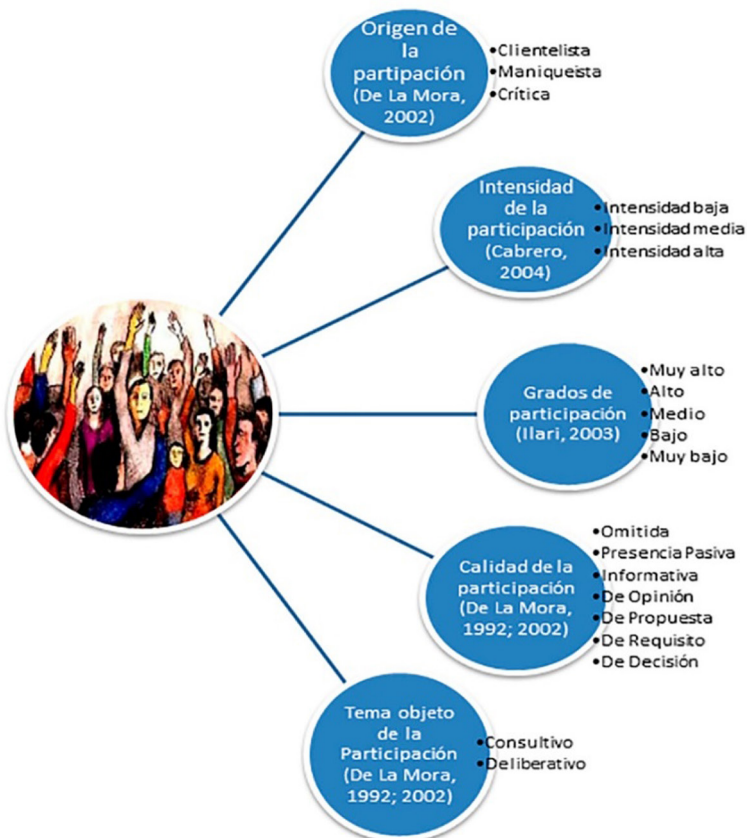 Origen de
la
partipación
(De La Mora,
2002)
•Clientelista
•Maniqueista
•Crítica
Intensidad
de la
participación
(Cabrero,
2004)
•Intensidad baja
•Intensidad media
•Intensidad alta
Grados de
participación
(Ilari, 2003)
•Muy alto
•Alto
•Medio
•Bajo
•Muy bajo
Calidad de la
participación
(De La Mora,
1992; 2002)
•Omitida
•Presencia Pasiva
•Informativa
•De Opinión
•De Propuesta
•De Requisito
•De Decisión
Tema objeto
de la
Participación
(De La Mora,
1992; 2002)
•Consultivo
•Deliberativo